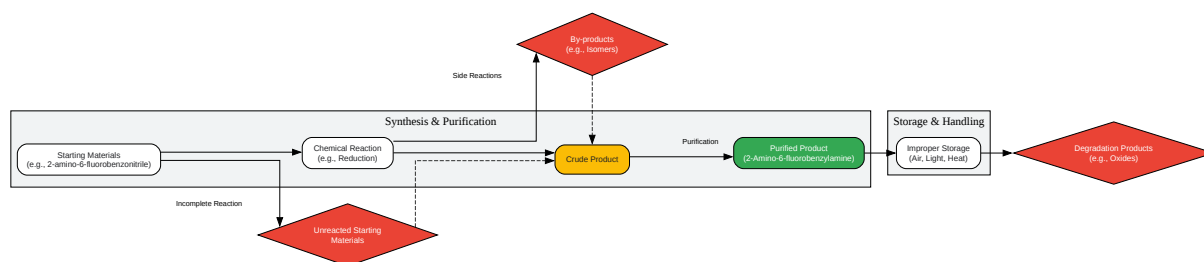 By-products
(e.g., Isomers)
Side Reactions
Synthesis & Purification
Storage & Handling
Starting Materials
(e.g., 2-amino-6-fluorobenzonitrile)
Chemical Reaction
(e.g., Reduction)
Crude Product
Purification
Purified Product
(2-Amino-6-fluorobenzylamine)
Improper Storage
(Air, Light, Heat)
Degradation Products
(e.g., Oxides)
Incomplete Reaction
Unreacted Starting
Materials